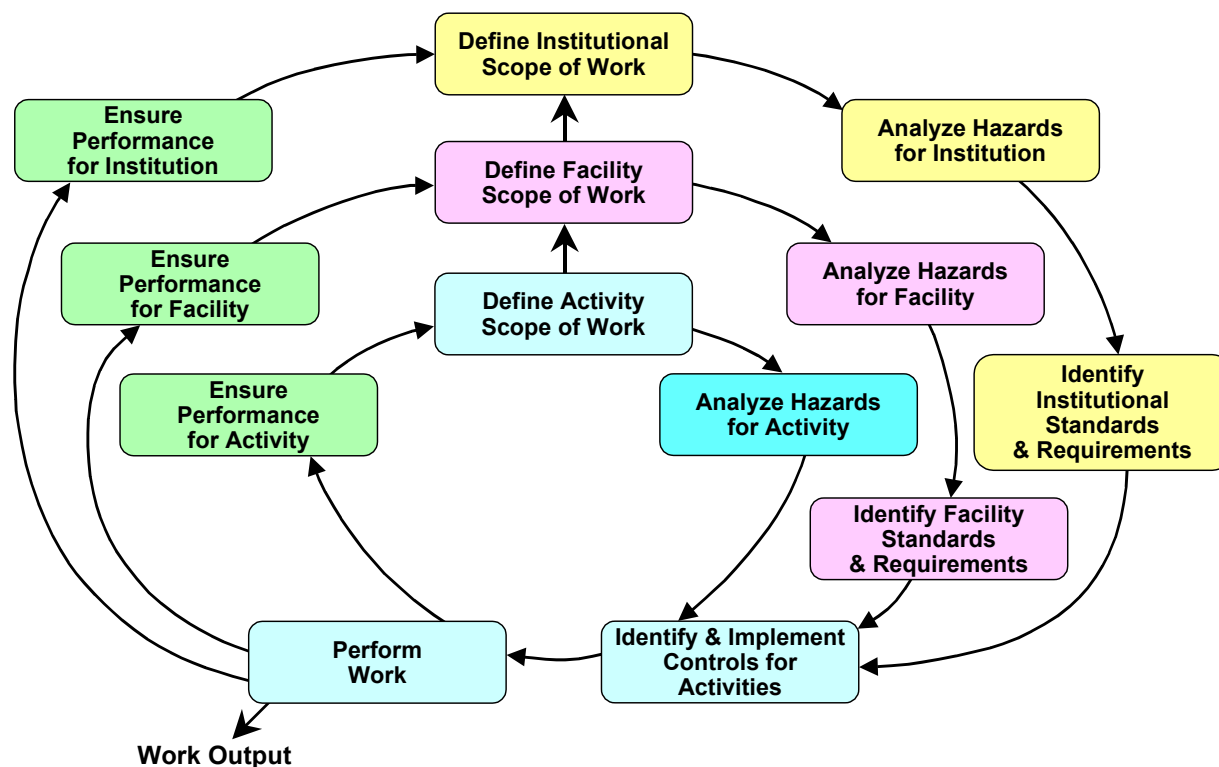 Define Institutional
Scope of Work
Ensure
Performance
for Institution
Analyze Hazards
for Institution
Define Facility
Scope of Work
Ensure
Performance
for Facility
Analyze Hazards
for Facility
Define Activity
Scope of Work
Ensure
Performance
for Activity
Analyze Hazards
for Activity
Identify
Institutional
Standards
& Requirements
Identify Facility
Standards
& Requirements
Perform
Work
Identify & Implement
Controls for
Activities
Work Output